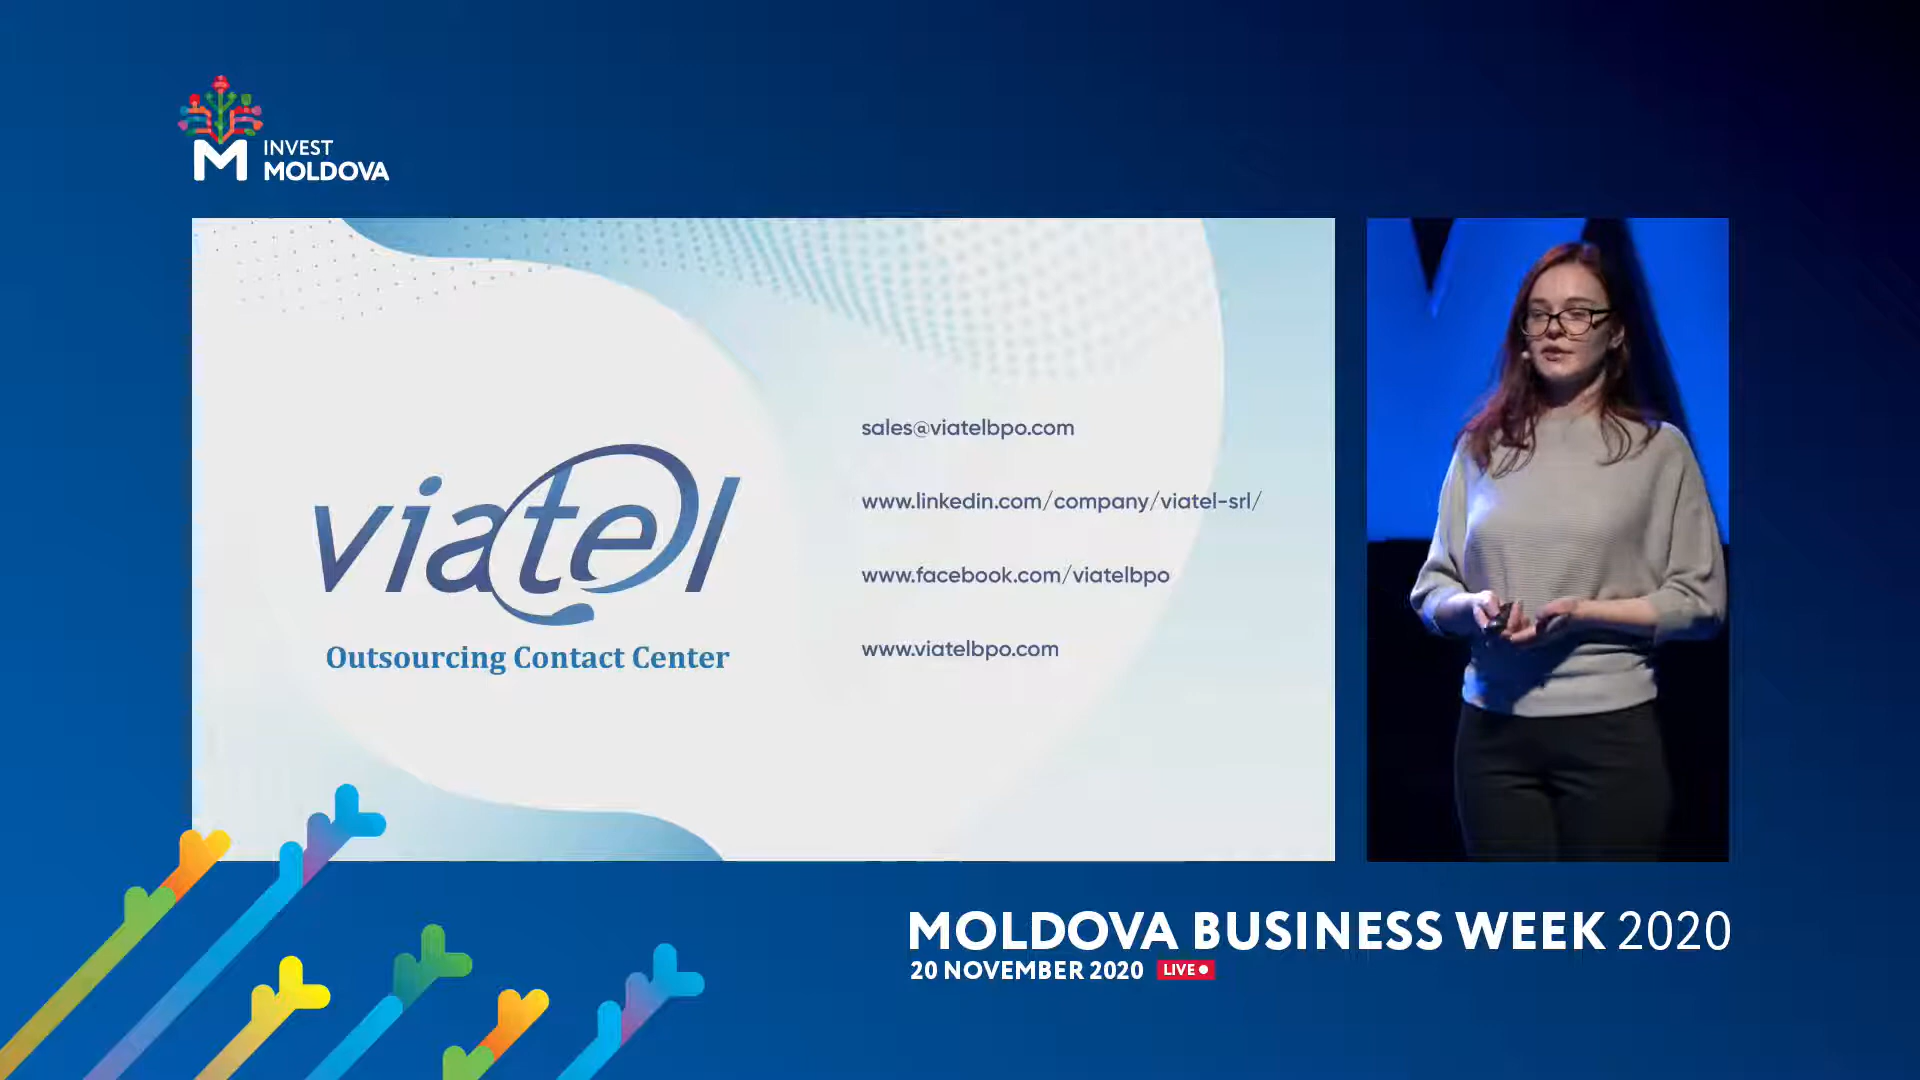 INVEST
MOLDOVA
sales@viatelbpo.com
www.linkedin.com/company/viatel-srl/
www.facebook.com/viatelbpo
www.viatelbpo.com
viatel
Outsourcing Contact Center
MOLDOVA BUSINESS WEEK 2020
20 NOVEMBER 2020 LIVE